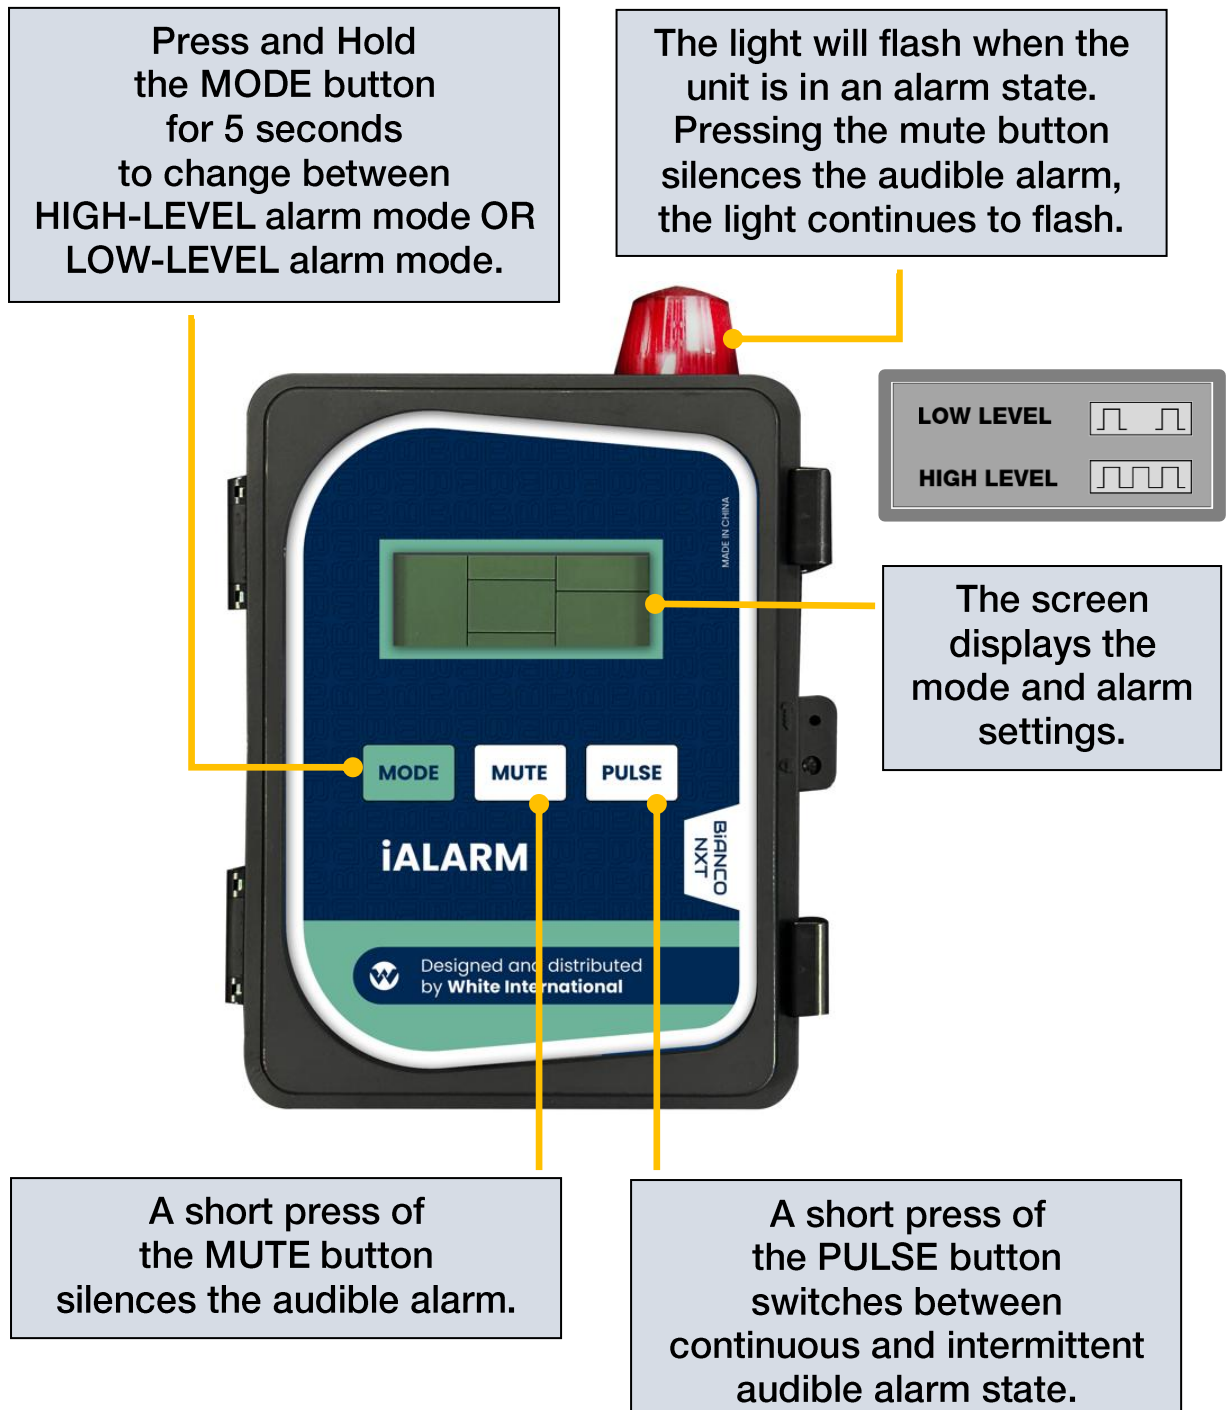 Press and Hold
the MODE button
for 5 seconds
to change between
HIGH-LEVEL alarm mode OR
LOW-LEVEL alarm mode.
The light will flash when the
unit is in an alarm state.
Pressing the mute button
silences the audible alarm,
the light continues to flash.
LOW LEVEL
HIGH LEVEL
MADE IN CHINA
The screen
displays the
mode and alarm
settings.
MODE
MUTE
PULSE
iALARM
BiANCO
NXT
Designed and distributed
by White International
A short press of
the MUTE button
silences the audible alarm.
A short press of
the PULSE button
switches between
continuous and intermittent
audible alarm state.